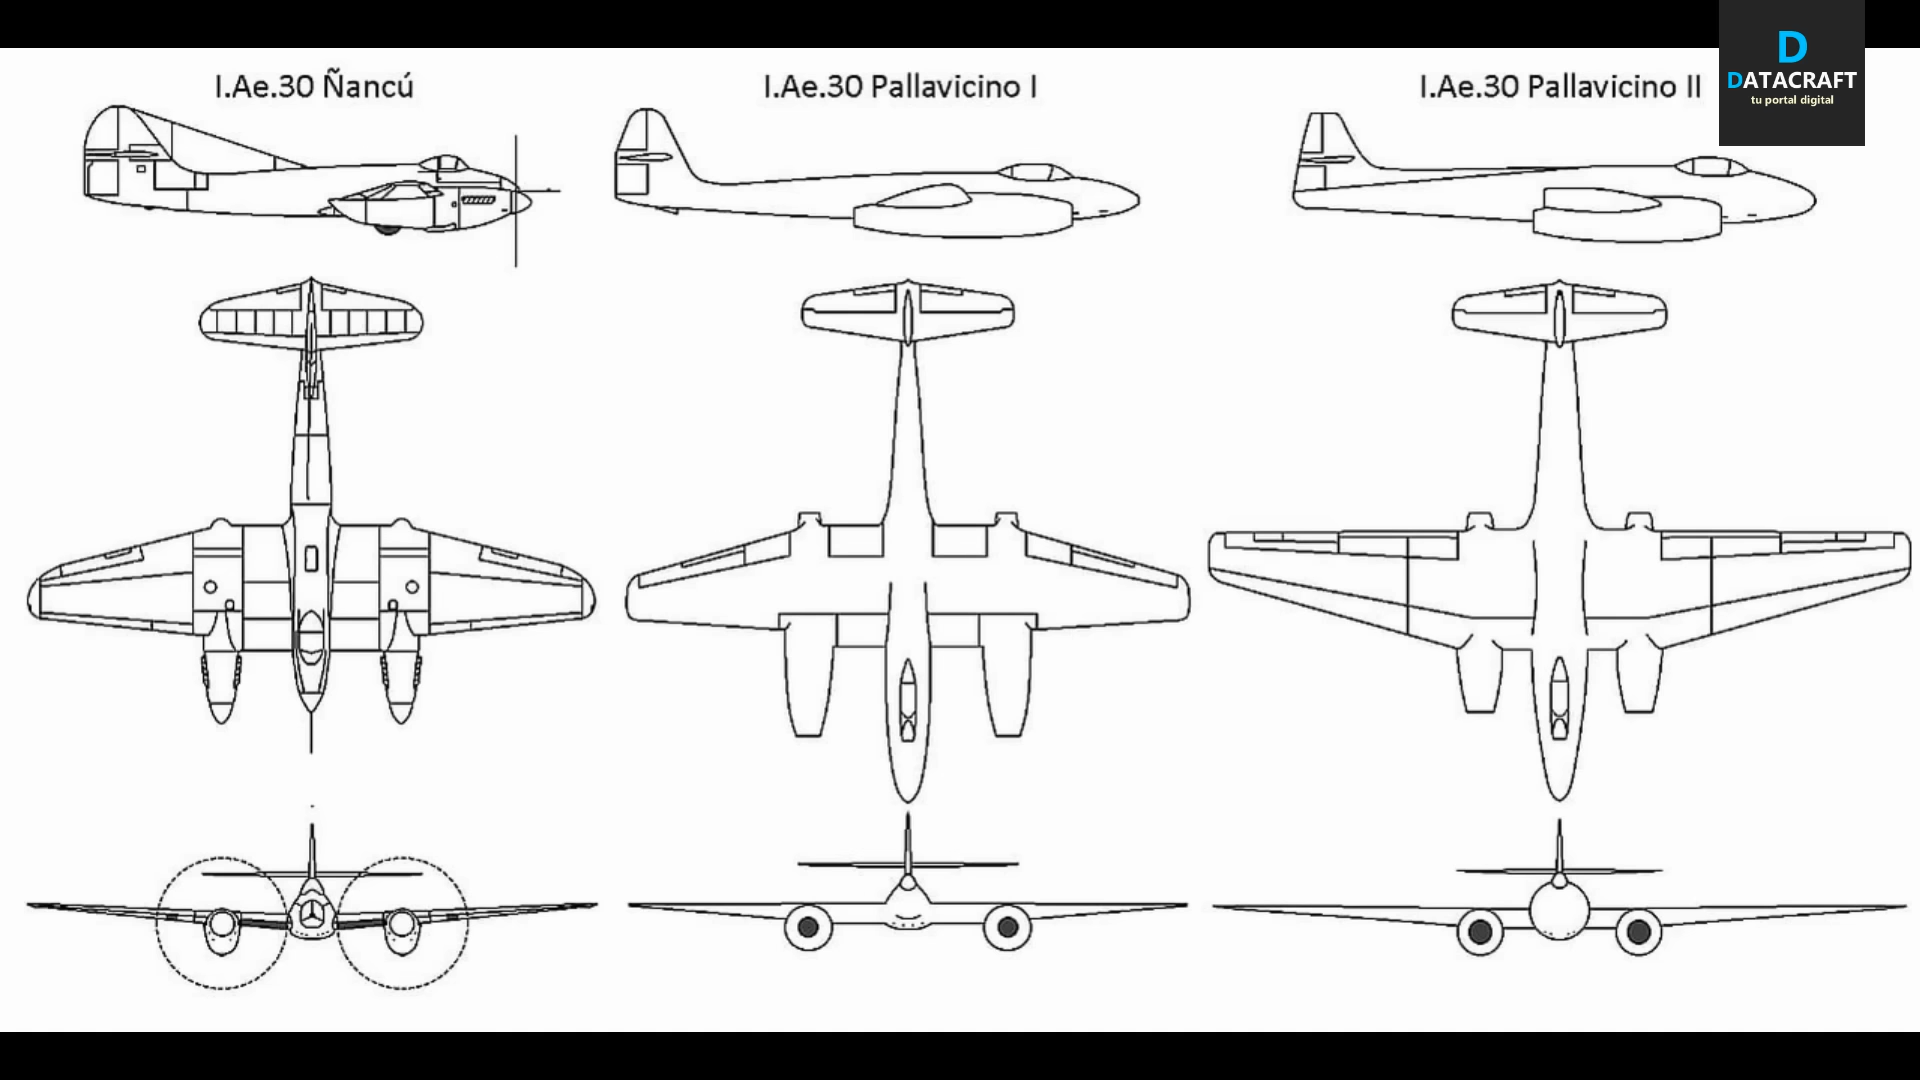 I.Ae.30 Ñancú
I.Ae.30 Pallavicino I
I.Ae.30 Pallavicino II
D
DATACRAFT
tu portal digital